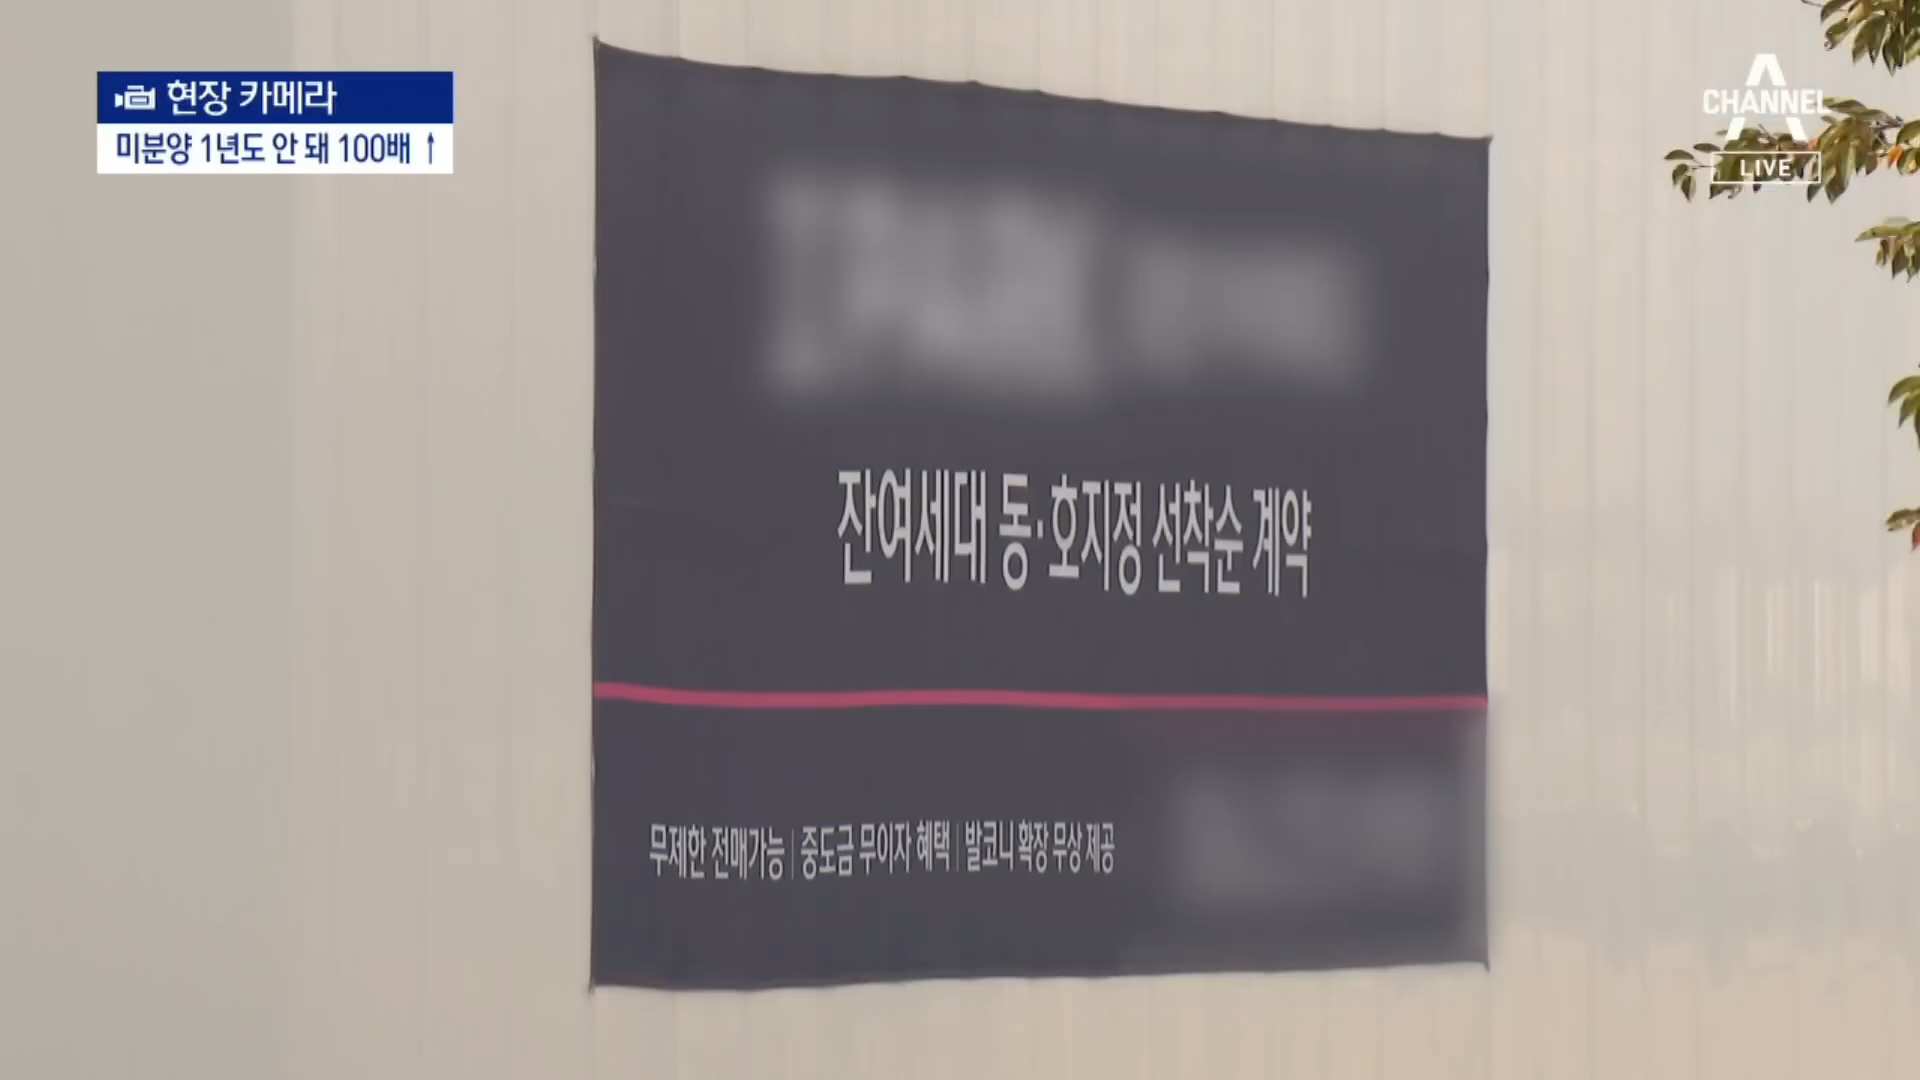 현장 카메라
미분양 1년도 안 돼 100배 ↑
CHANNEL A
LIVE
잔여세대 동·호지정 선착순 계약
무제한 전매가능 | 중도금 무이자 혜택 | 발코니 확장 무상 제공